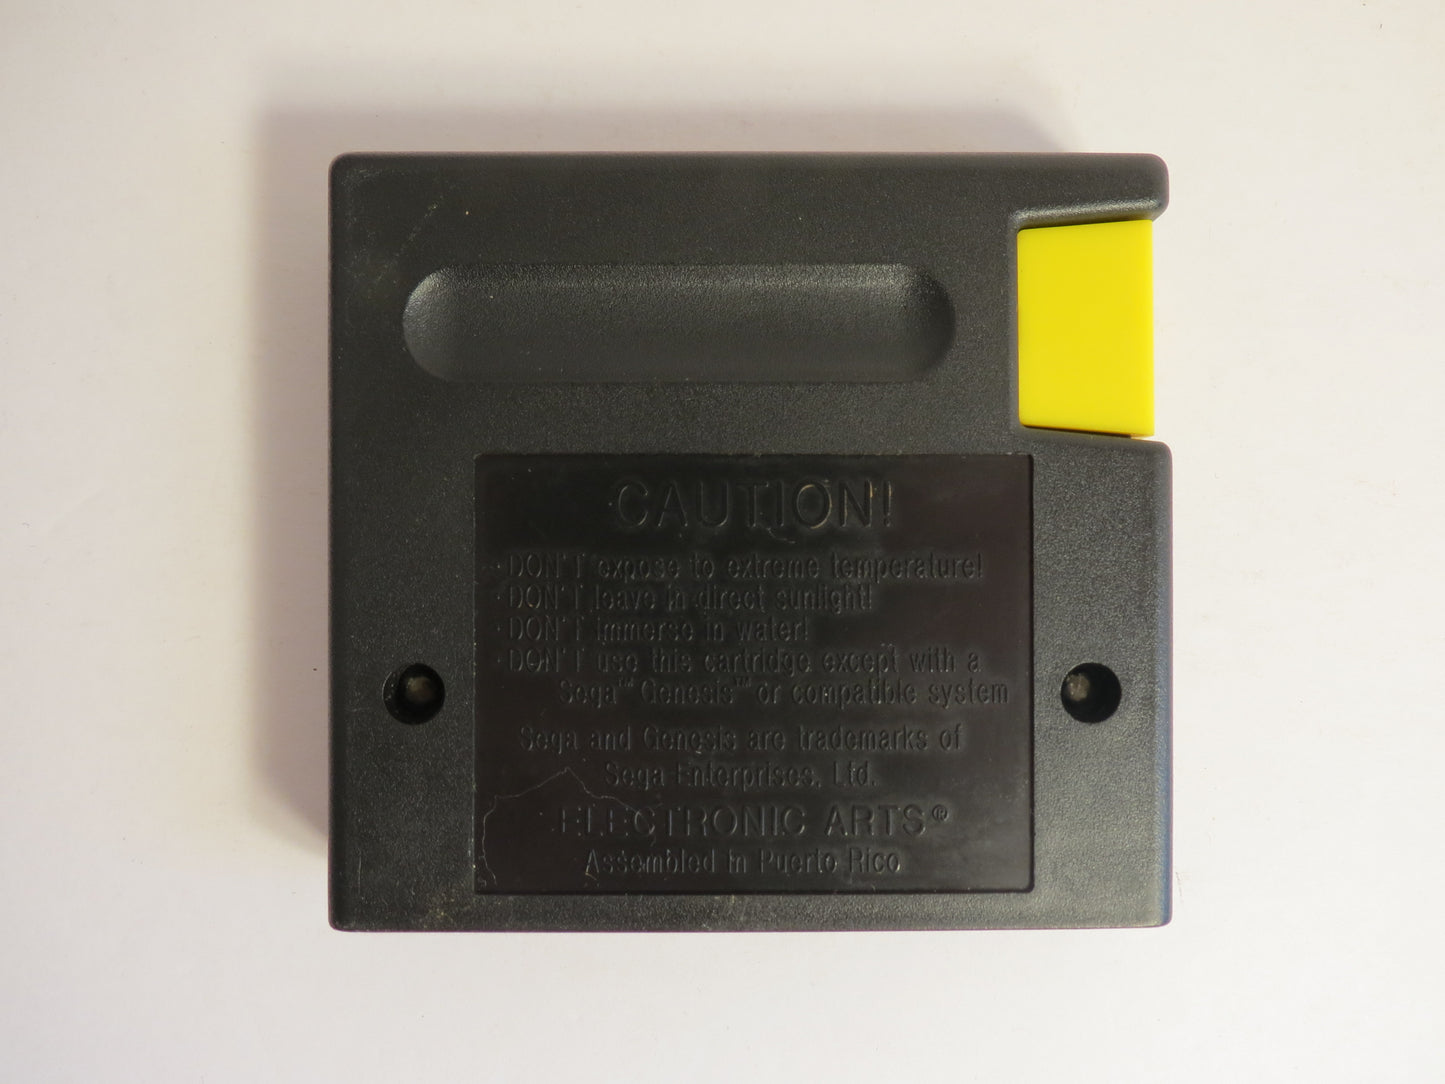 CAUTION!
· DON'T expose to extreme temperature!
· DON'T leave in direct sunlight!
· DON'T immerse in water!
· DON'T use this cartridge except with a
Sega™ Genesis™ or compatible system
Sega and Genesis are trademarks of
Sega Enterprises, Ltd.
ELECTRONIC ARTS®
Assembled in Puerto Rico